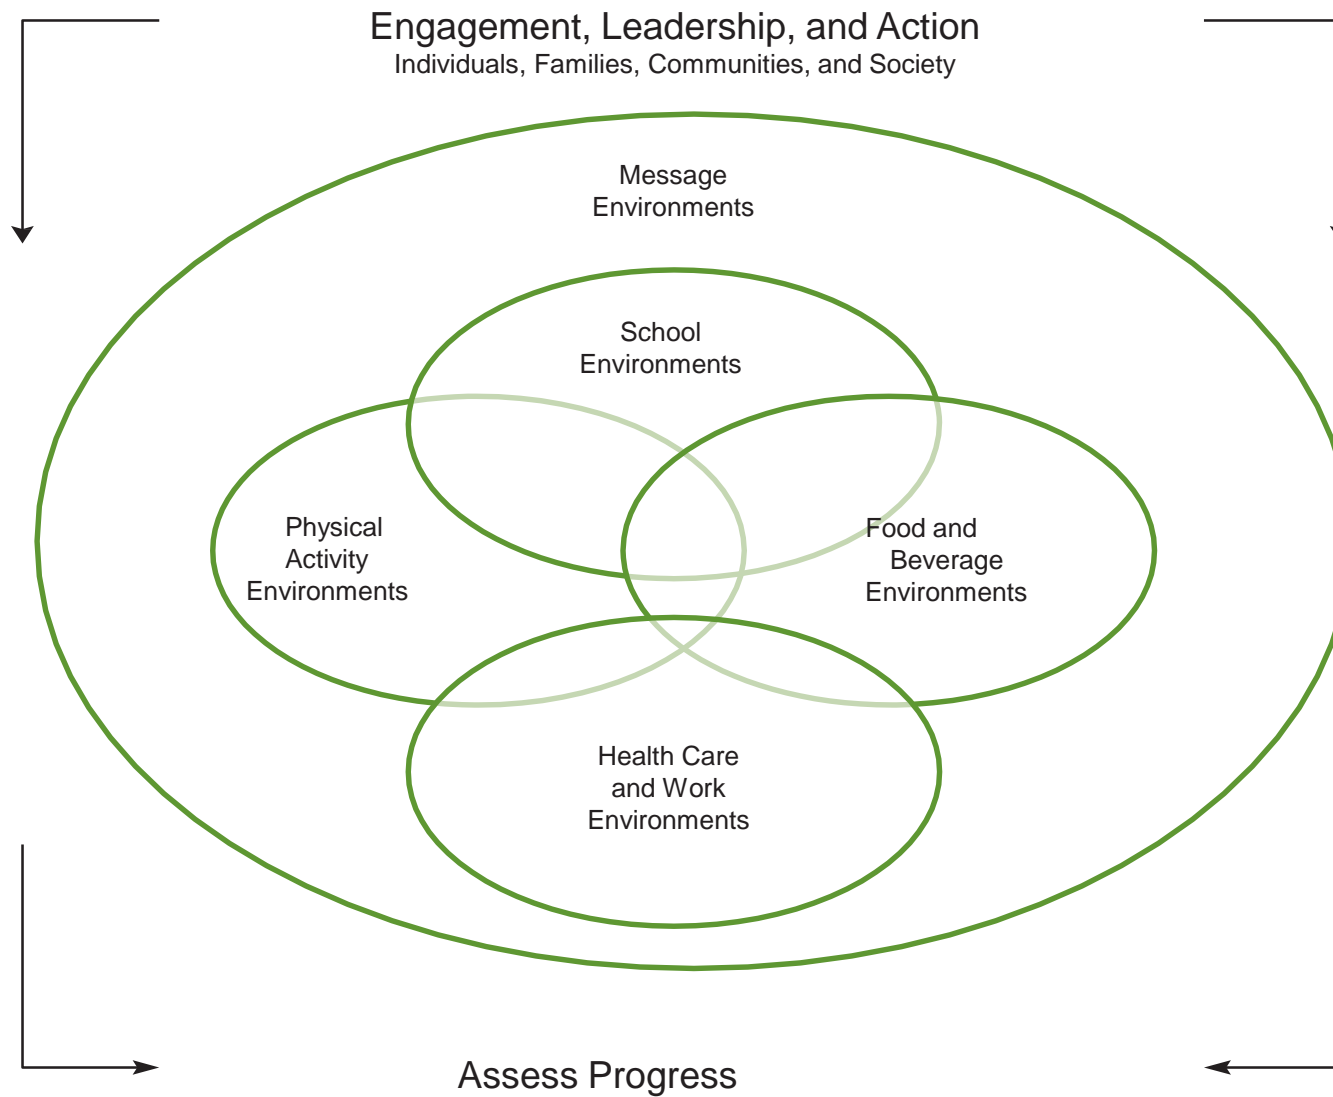 Engagement, Leadership, and Action
Individuals, Families, Communities, and Society
Message
Environments
School
Environments
Physical
Activity
Environments
Food and
Beverage
Environments
Health Care
and Work
Environments
Assess Progress